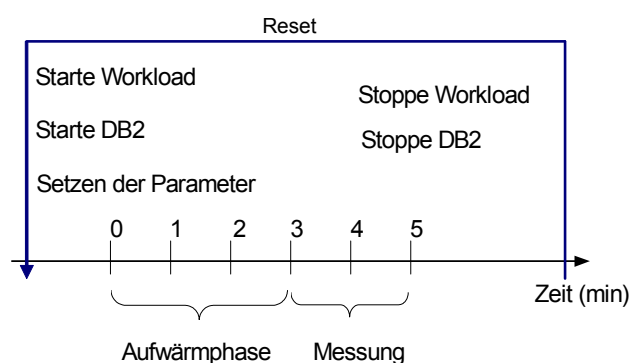 Reset
Starte Workload
Stoppe Workload
Starte DB2
Stoppe DB2
Setzen der Parameter
0 1 2 3 4 5
Zeit (min)
Aufwärmphase Messung